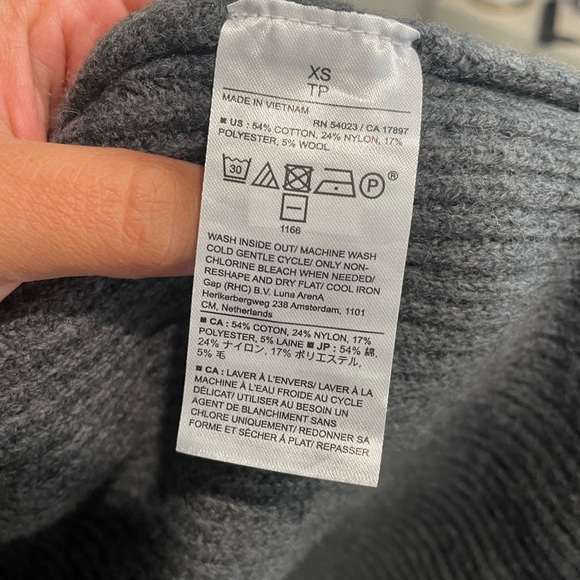 XS
TP
MADE IN VIETNAM RN 54023 / CA 17897
■ US : 54% COTTON, 24% NYLON, 17%
POLYESTER, 5% WOOL
30 P ®
1166
WASH INSIDE OUT/ MACHINE WASH
COLD GENTLE CYCLE/ ONLY NON-
CHLORINE BLEACH WHEN NEEDED/
RESHAPE AND DRY FLAT/ COOL IRON
Gap (RHC) B.V. Luna ArenA
Herikerbergweg 238 Amsterdam, 1101
CM, Netherlands
■ CA : 54% COTON, 24% NYLON, 17%
POLYESTER, 5% LAINE ■ JP : 54% 綿,
24% ナイロン, 17% ポリエステル,
5% 毛
■ CA : LAVER À L'ENVERS/ LAVER À LA
MACHINE À L'EAU FROIDE AU CYCLE
DÉLICAT/ UTILISER AU BESOIN UN
AGENT DE BLANCHIMENT SANS
CHLORE UNIQUEMENT/ REDONNER SA
FORME ET SÉCHER À PLAT/ REPASSER